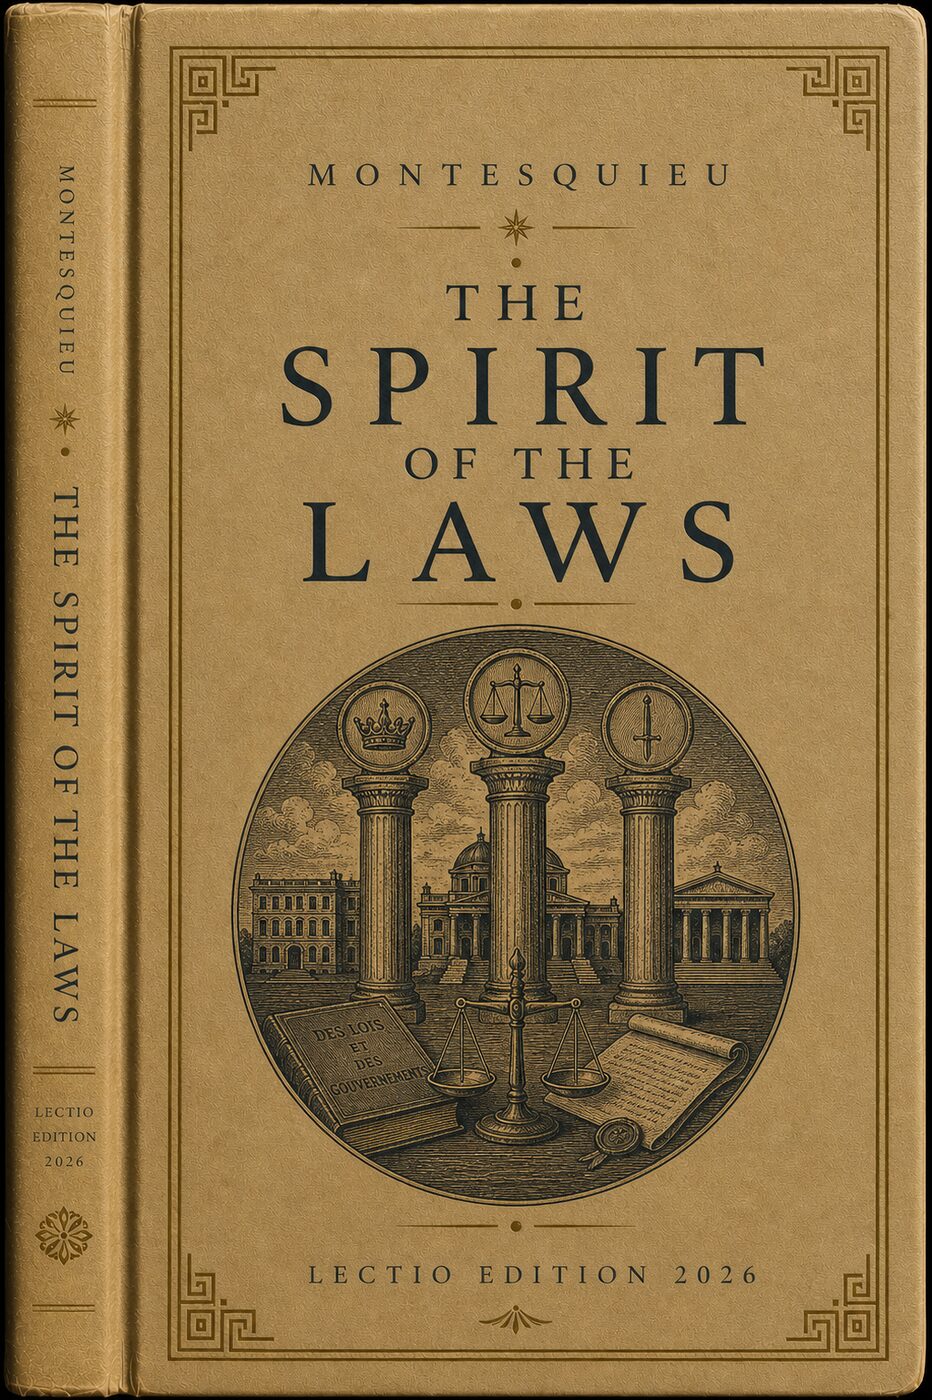 MONTESQUIEU
THE
SPIRIT
OF THE
LAWS
DES LOIS
ET
DES
GOUVERNEMENTS
LECTIO EDITION 2026
MONTESQUIEU
THE SPIRIT OF THE LAWS
LECTIO
EDITION
2026